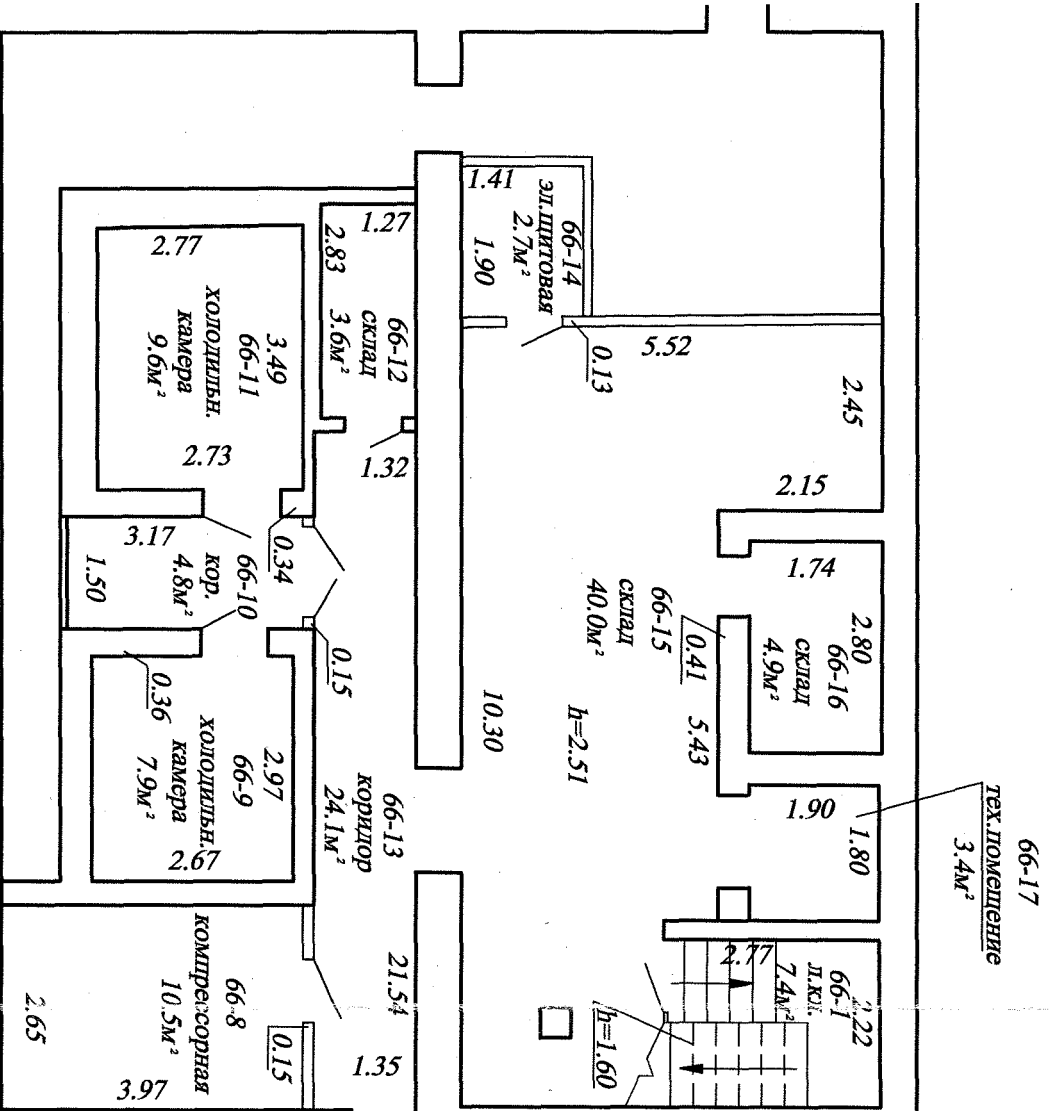 66-17
тех.помещение
3.4м²
1.41
66-14
эл.щитовая
2.7м²
1.90
1.27
2.83
66-12
склад
3.6м²
1.32
2.77
3.49
66-11
холодильн.
камера
9.6м²
2.73
0.34
3.17
66-10
кор.
4.8м²
1.50
0.15
0.36
2.97
66-9
холодильн.
камера
7.9м²
2.67
66-13
коридор
24.1м²
21.54
1.35
66-8
компрессорная
10.5м²
0.15
2.65
3.97
0.13
5.52
2.45
2.15
66-15
склад
40.0м²
0.41
5.43
10.30
h=2.51
1.74
2.80
66-16
склад
4.9м²
1.90
1.80
2.77
66-1
л.кл.
7.4м²
2.22
h=1.60